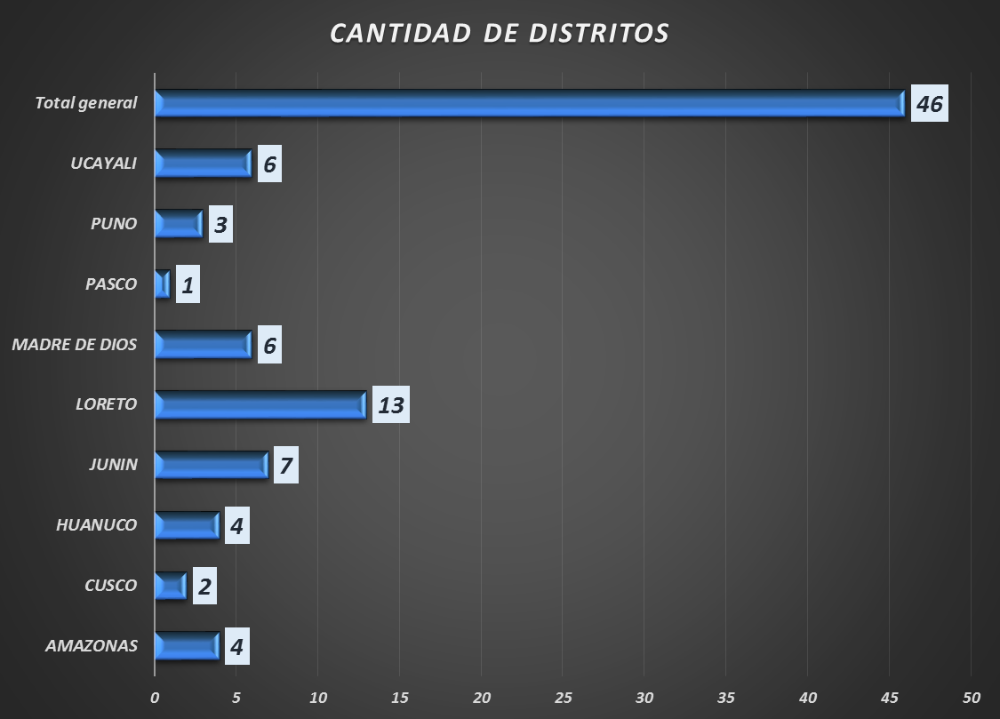 CANTIDAD DE DISTRITOS
Total general 46
UCAYALI 6
PUNO 3
PASCO 1
MADRE DE DIOS 6
LORETO 13
JUNIN 7
HUANUCO 4
CUSCO 2
AMAZONAS 4
0 5 10 15 20 25 30 35 40 45 50